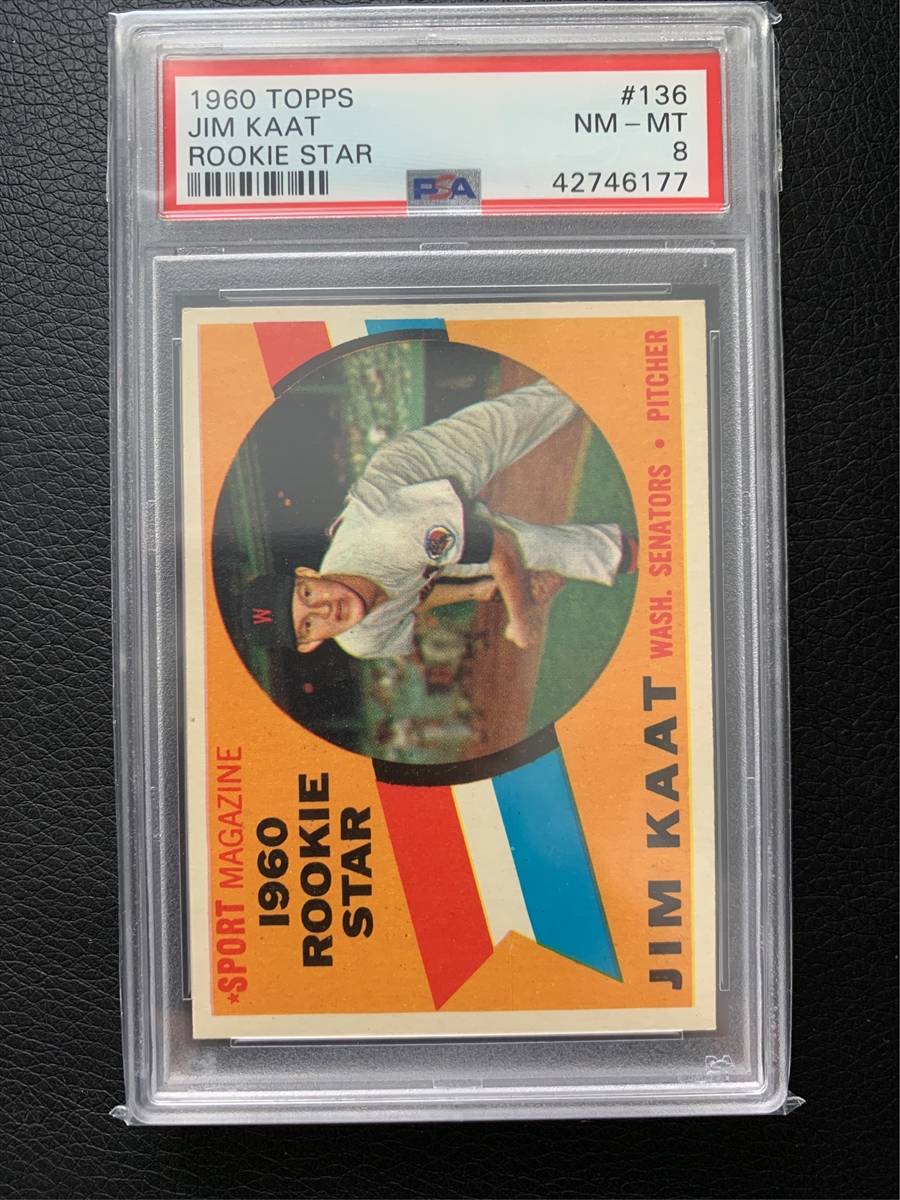 1960 TOPPS
#136
JIM KAAT
NM – MT
ROOKIE STAR
8
PSA
42746177
★SPORT MAGAZINE
1960
ROOKIE
STAR
W
JIM KAAT WASH. SENATORS • PITCHER